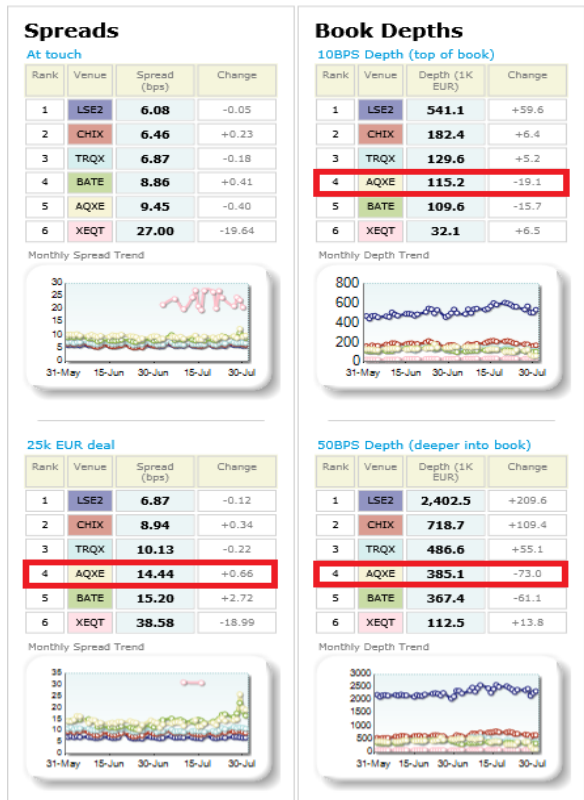 Spreads
At touch
Rank Venue Spread (bps) Change
1 LSE2 6.08 -0.05
2 CHIX 6.46 +0.23
3 TRQX 6.87 -0.18
4 BATE 8.86 +0.41
5 AQXE 9.45 -0.40
6 XEQT 27.00 -19.64
Monthly Spread Trend
30
25
20
15
10
5
0
31-May 15-Jun 30-Jun 15-Jul 30-Jul
25k EUR deal
Rank Venue Spread (bps) Change
1 LSE2 6.87 -0.12
2 CHIX 8.94 +0.34
3 TRQX 10.13 -0.22
4 AQXE 14.44 +0.66
5 BATE 15.20 +2.72
6 XEQT 38.58 -18.99
Monthly Spread Trend
35
30
25
20
15
10
5
0
31-May 15-Jun 30-Jun 15-Jul 30-Jul
Book Depths
10BPS Depth (top of book)
Rank Venue Depth (1K EUR) Change
1 LSE2 541.1 +59.6
2 CHIX 182.4 +6.4
3 TRQX 129.6 +5.2
4 AQXE 115.2 -19.1
5 BATE 109.6 -15.7
6 XEQT 32.1 +6.5
Monthly Depth Trend
800
600
400
200
0
31-May 15-Jun 30-Jun 15-Jul 30-Jul
50BPS Depth (deeper into book)
Rank Venue Depth (1K EUR) Change
1 LSE2 2,402.5 +209.6
2 CHIX 718.7 +109.4
3 TRQX 486.6 +55.1
4 AQXE 385.1 -73.0
5 BATE 367.4 -61.1
6 XEQT 112.5 +13.8
Monthly Depth Trend
3000
2500
2000
1500
1000
500
0
31-May 15-Jun 30-Jun 15-Jul 30-Jul